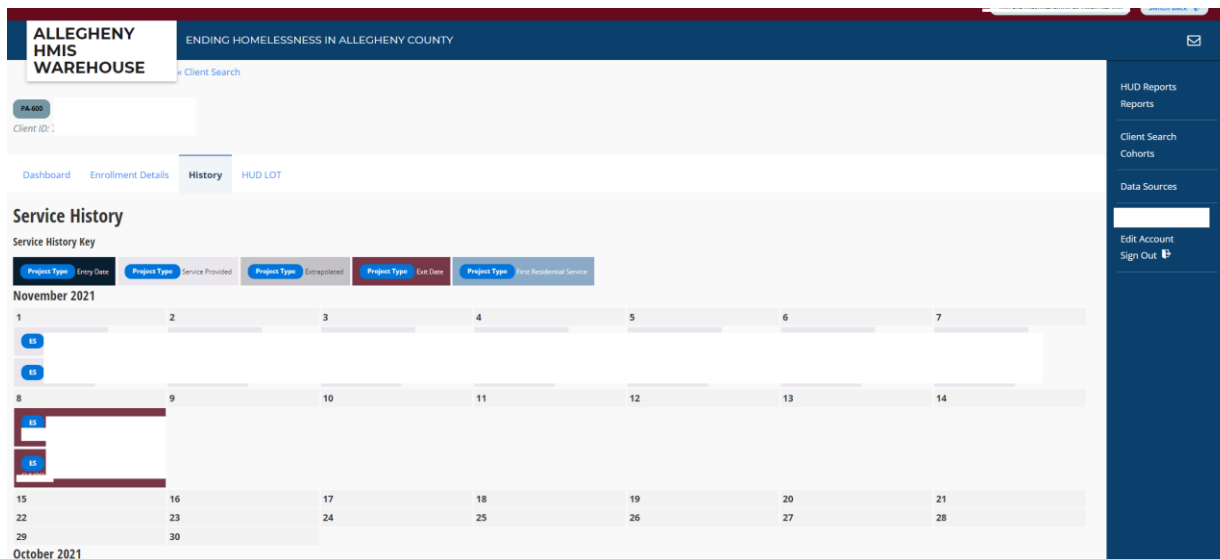 ALLEGHENY
HMIS
WAREHOUSE
ENDING HOMELESSNESS IN ALLEGHENY COUNTY
« Client Search
PA-600
Client ID:
Dashboard Enrollment Details History HUD LOT
Service History
Service History Key
Project Type Entry Date Project Type Service Provided Project Type Extrapolated Project Type Exit Date Project Type First Residential Service
November 2021
1 2 3 4 5 6 7
ES
ES
8 9 10 11 12 13 14
ES
ES
15 16 17 18 19 20 21
22 23 24 25 26 27 28
29 30
October 2021
HUD Reports
Reports
Client Search
Cohorts
Data Sources
Edit Account
Sign Out